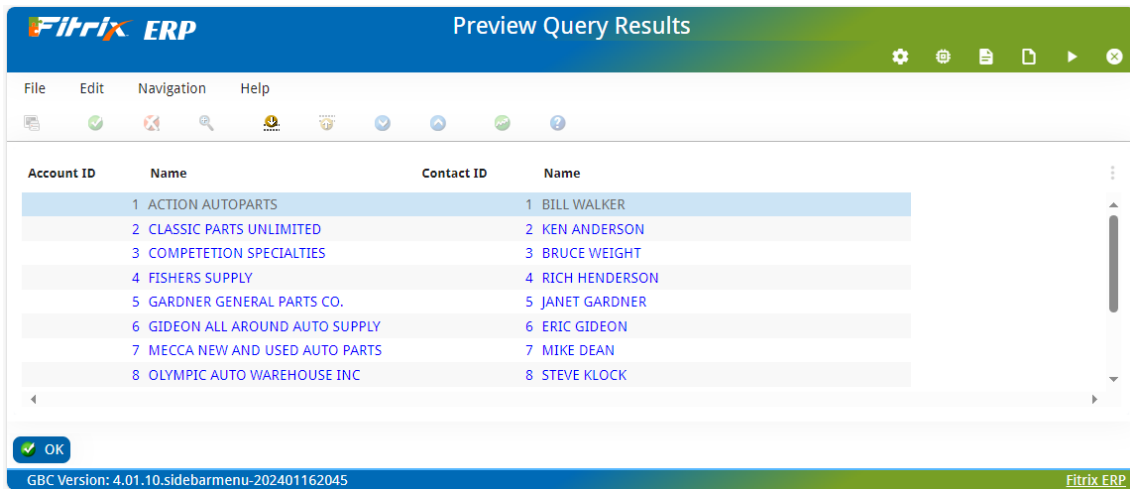 Fitrix ERP
Preview Query Results
File Edit Navigation Help
Account ID Name Contact ID Name
1 ACTION AUTOPARTS 1 BILL WALKER
2 CLASSIC PARTS UNLIMITED 2 KEN ANDERSON
3 COMPETETION SPECIALTIES 3 BRUCE WEIGHT
4 FISHERS SUPPLY 4 RICH HENDERSON
5 GARDNER GENERAL PARTS CO. 5 JANET GARDNER
6 GIDEON ALL AROUND AUTO SUPPLY 6 ERIC GIDEON
7 MECCA NEW AND USED AUTO PARTS 7 MIKE DEAN
8 OLYMPIC AUTO WAREHOUSE INC 8 STEVE KLOCK
OK
GBC Version: 4.01.10.sidebarmenu-202401162045 Fitrix ERP